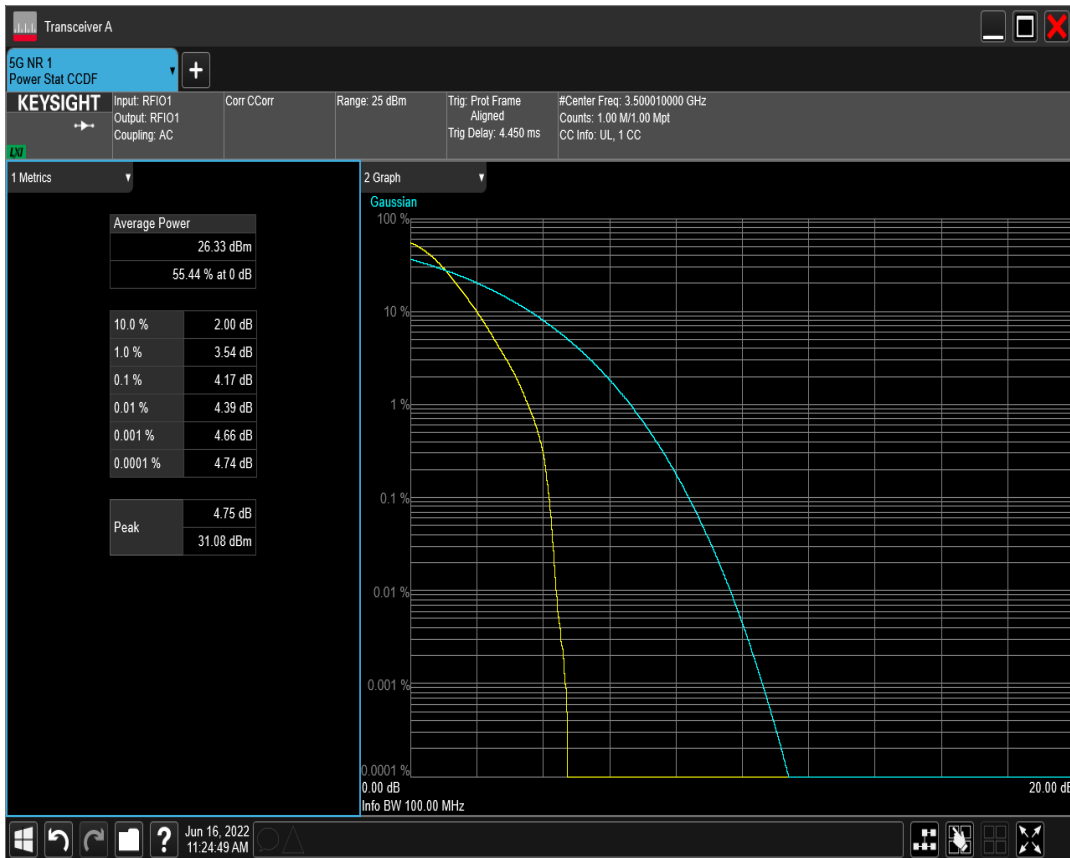 Transceiver A
5G NR 1
Power Stat CCDF
KEYSIGHT
LXI
Input: RFIO1
Output: RFIO1
Coupling: AC
Corr CCorr
Range: 25 dBm
Trig: Prot Frame
Aligned
Trig Delay: 4.450 ms
#Center Freq: 3.500010000 GHz
Counts: 1.00 M/1.00 Mpt
CC Info: UL, 1 CC
1 Metrics
Average Power
26.33 dBm
55.44 % at 0 dB
10.0 % 2.00 dB
1.0 % 3.54 dB
0.1 % 4.17 dB
0.01 % 4.39 dB
0.001 % 4.66 dB
0.0001 % 4.74 dB
Peak
4.75 dB
31.08 dBm
2 Graph
Gaussian
100 %
10 %
1 %
0.1 %
0.01 %
0.001 %
0.0001 %
0.00 dB 20.00 dB
Info BW 100.00 MHz
?
Jun 16, 2022
11:24:49 AM